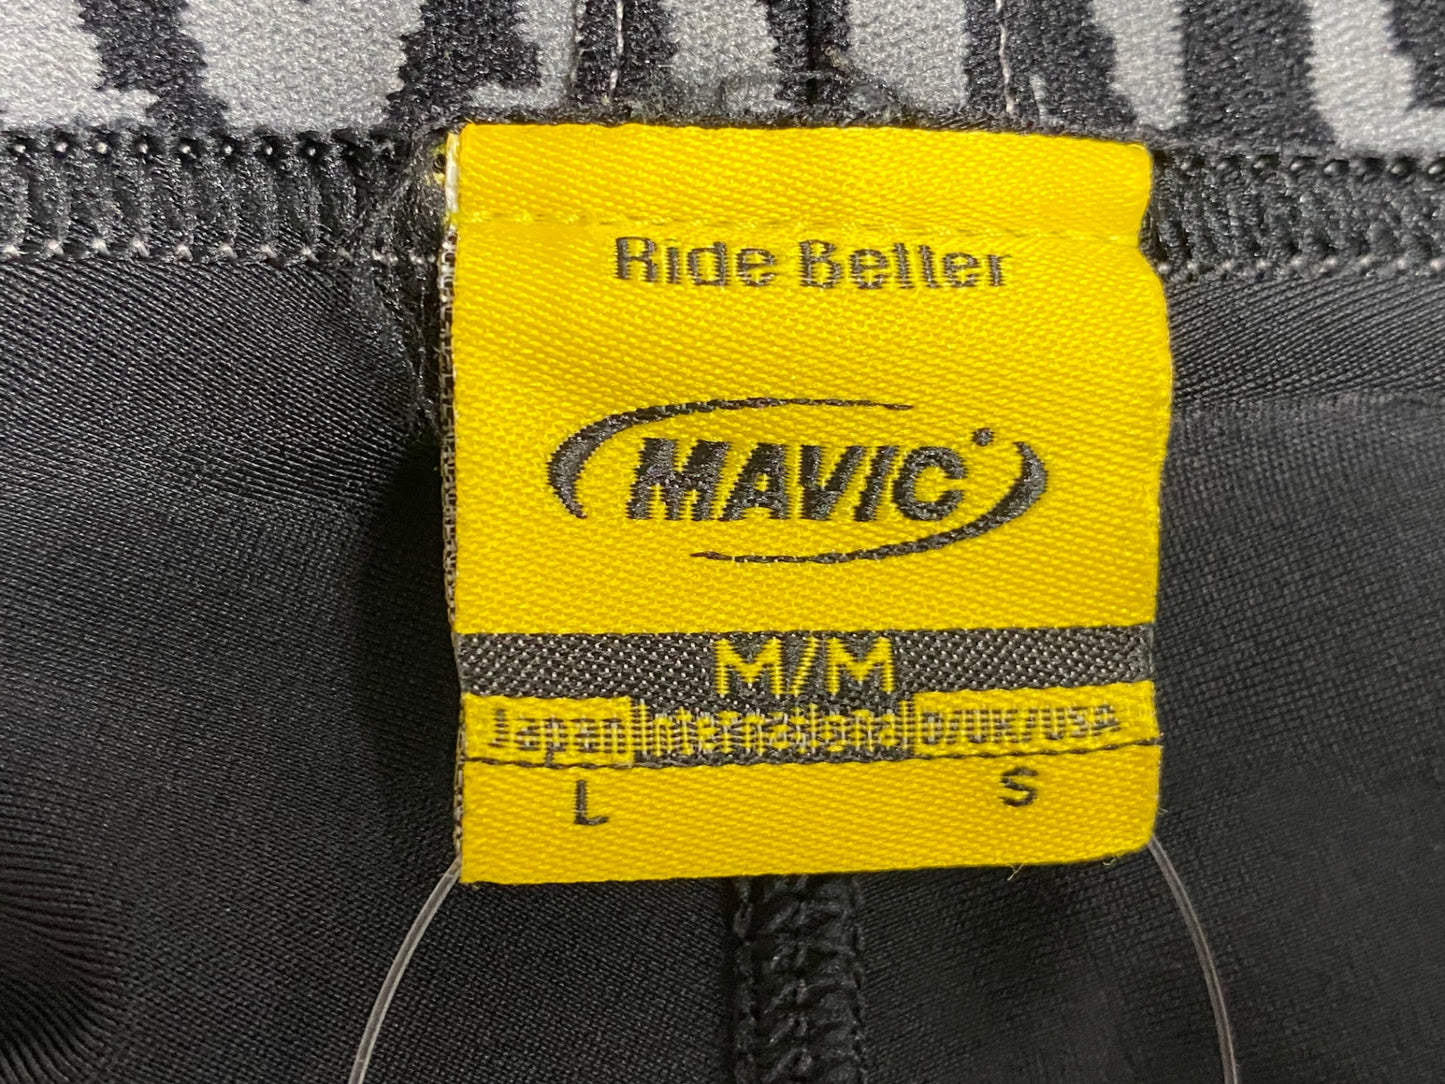 Ride Better
MAVIC
M/M
Japan International D/UK/USA
L S